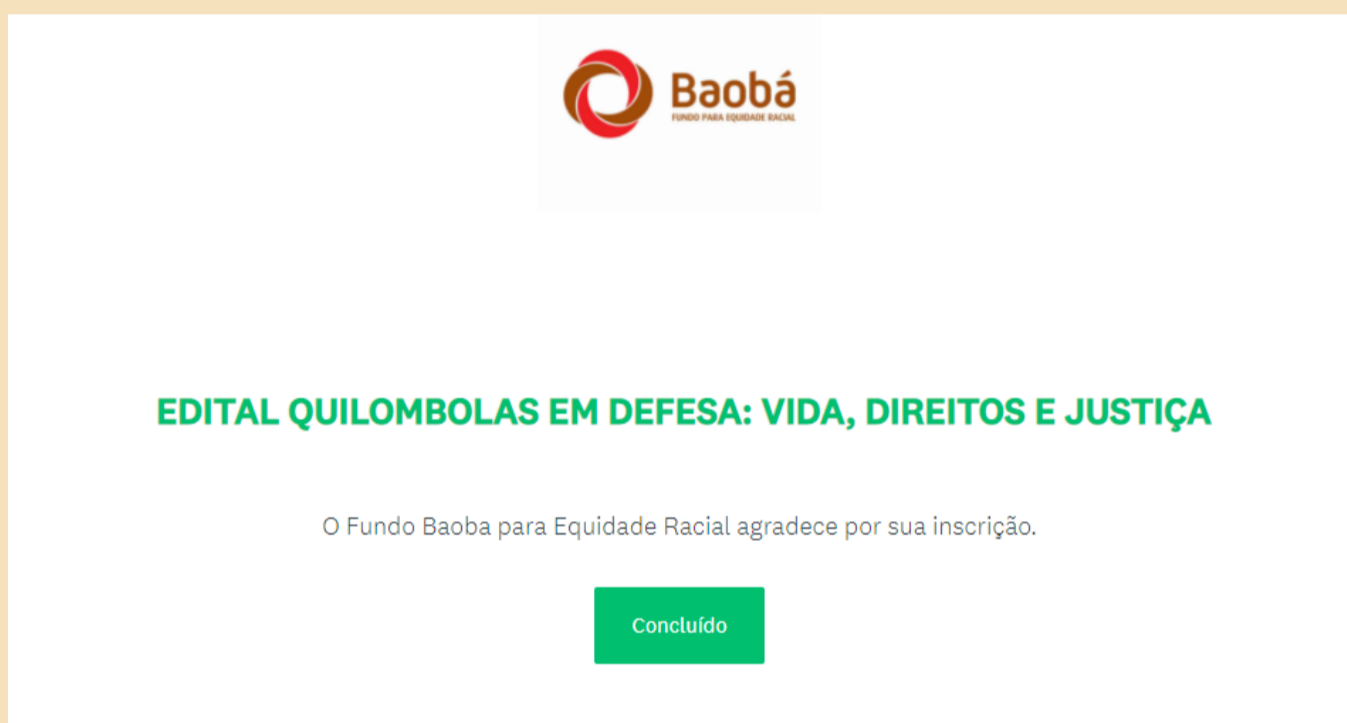 Baobá
FUNDO PARA EQUIDADE RACIAL
EDITAL QUILOMBOLAS EM DEFESA: VIDA, DIREITOS E JUSTIÇA
O Fundo Baoba para Equidade Racial agradece por sua inscrição.
Concluído